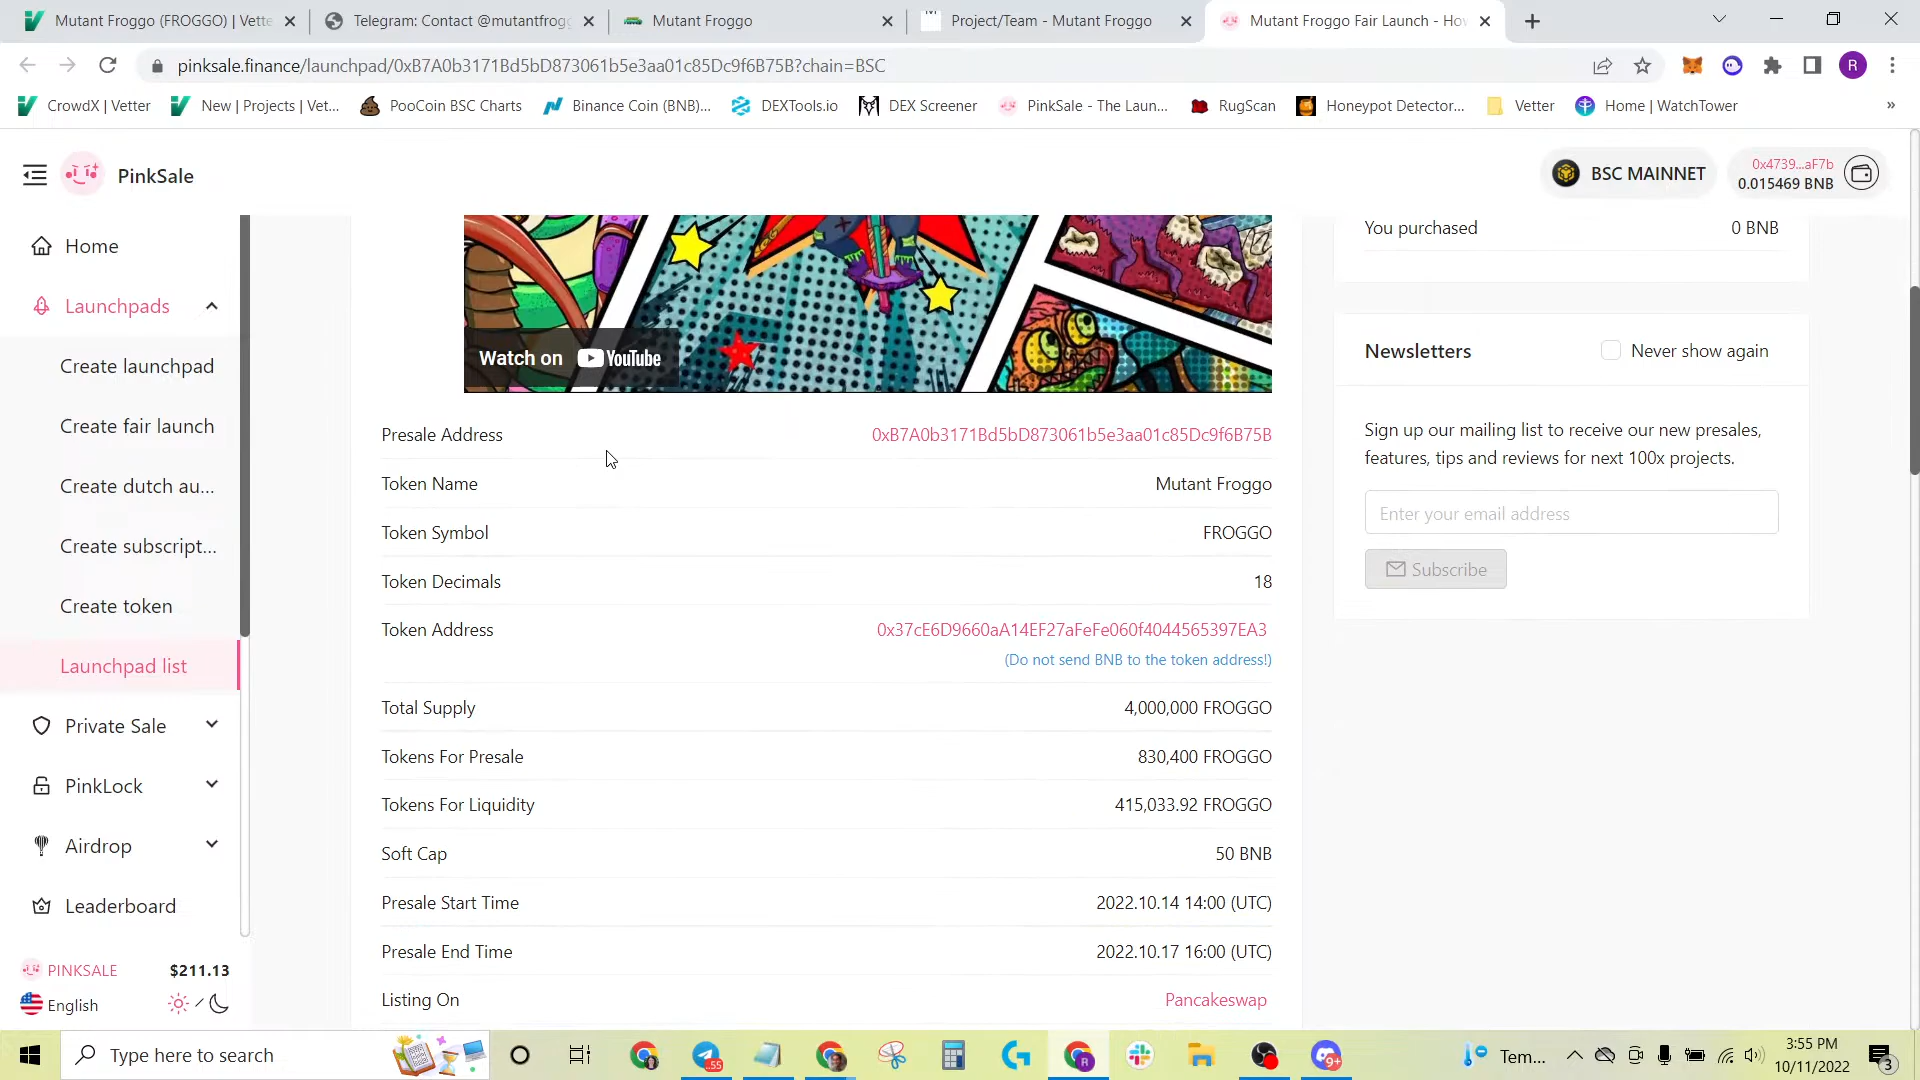 Mutant Froggo (FROGGO) | Vette
Telegram: Contact @mutantfrogg
Mutant Froggo
Project/Team - Mutant Froggo
Mutant Froggo Fair Launch - Hov
pinksale.finance/launchpad/0xB7A0b3171Bd5bD873061b5e3aa01c85Dc9f6B75B?chain=BSC
R
CrowdX | Vetter
New | Projects | Vet...
PooCoin BSC Charts
Binance Coin (BNB)...
DEXTools.io
DEX Screener
PinkSale - The Laun...
RugScan
Honeypot Detector...
Vetter
Home | WatchTower
»
PinkSale
BSC MAINNET
0x4739...aF7b
0.015469 BNB
Home
Launchpads
Create launchpad
Create fair launch
Create dutch au...
Create subscript...
Create token
Launchpad list
Private Sale
PinkLock
Airdrop
Leaderboard
PINKSALE $211.13
English
Watch on YouTube
Presale Address 0xB7A0b3171Bd5bD873061b5e3aa01c85Dc9f6B75B
Token Name Mutant Froggo
Token Symbol FROGGO
Token Decimals 18
Token Address 0x37cE6D9660aA14EF27aFeFe060f4044565397EA3
(Do not send BNB to the token address!)
Total Supply 4,000,000 FROGGO
Tokens For Presale 830,400 FROGGO
Tokens For Liquidity 415,033.92 FROGGO
Soft Cap 50 BNB
Presale Start Time 2022.10.14 14:00 (UTC)
Presale End Time 2022.10.17 16:00 (UTC)
Listing On Pancakeswap
You purchased 0 BNB
Newsletters
Never show again
Sign up our mailing list to receive our new presales,
features, tips and reviews for next 100x projects.
Enter your email address
Subscribe
Type here to search
55
9+
Tem...
3:55 PM
10/11/2022
3